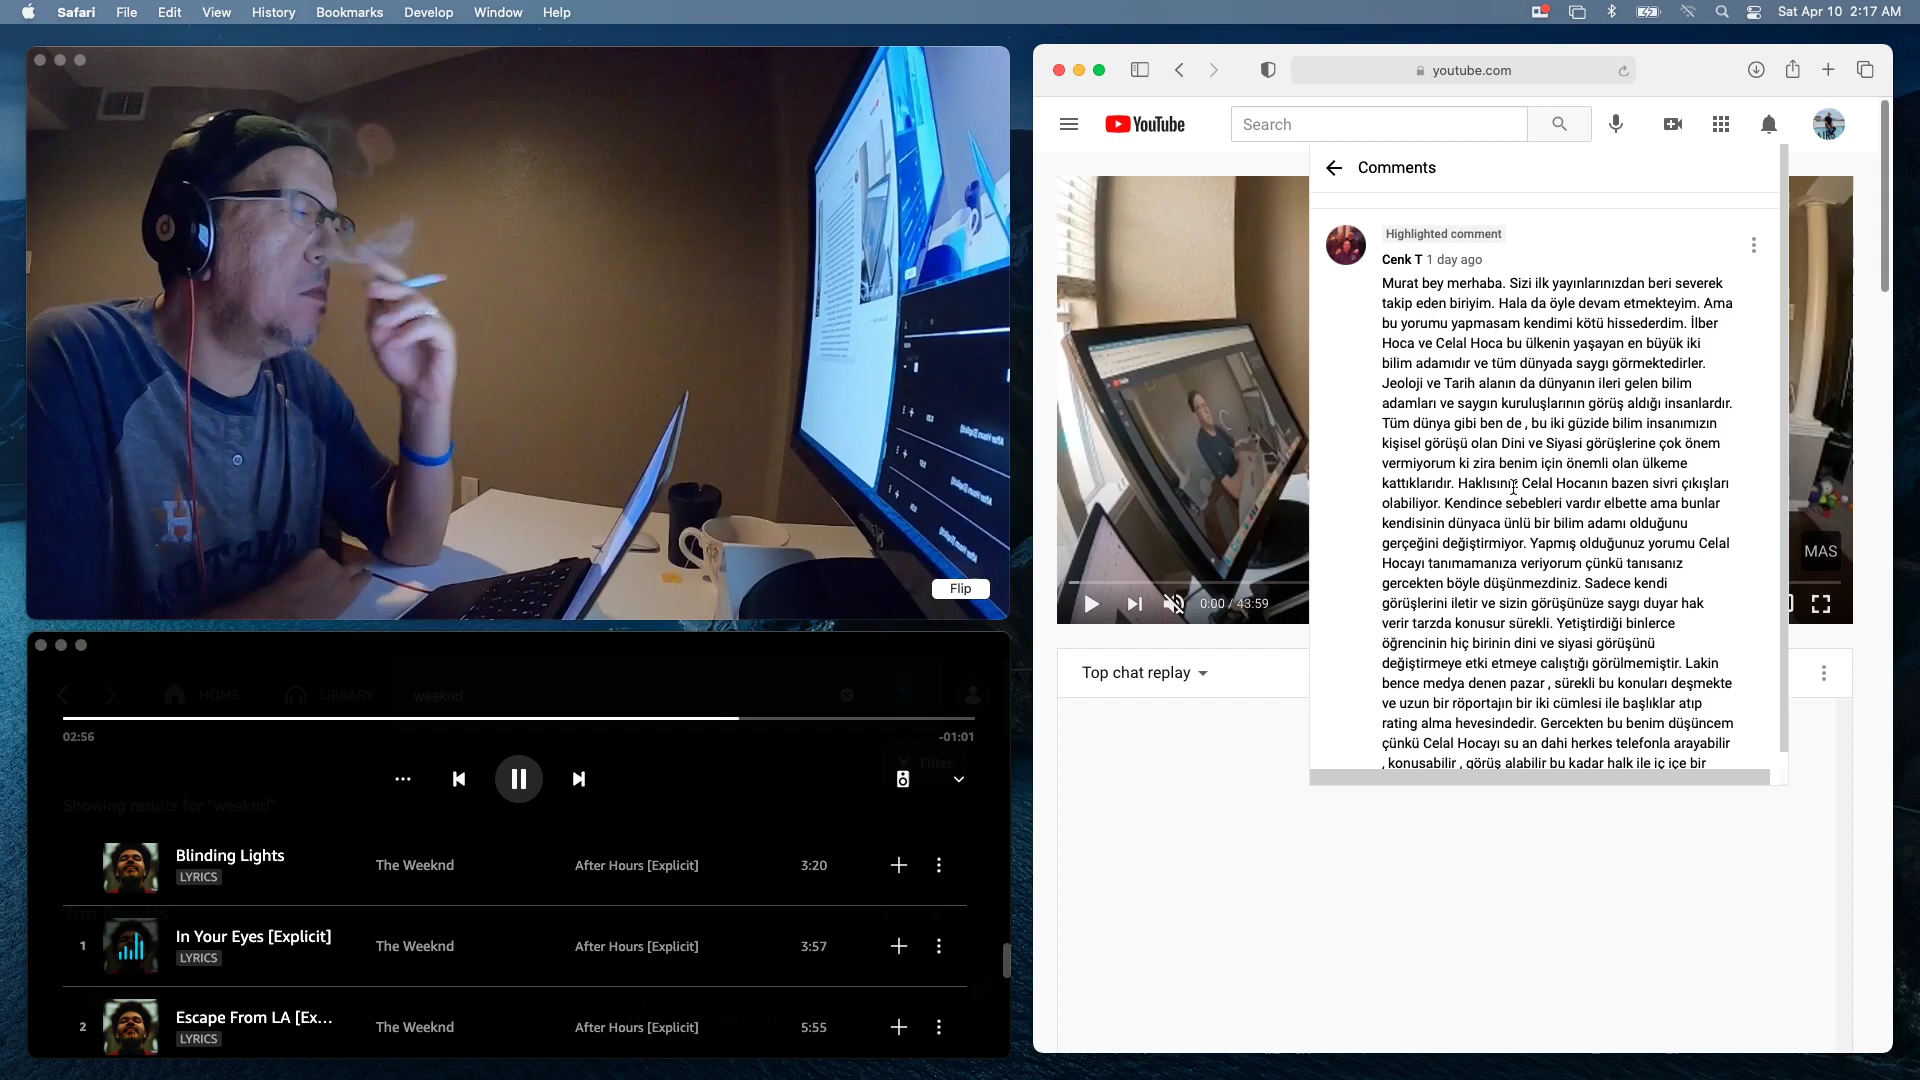 Safari File Edit View History Bookmarks Develop Window Help
Sat Apr 10 2:17 AM
Flip
HOME LIBRARY weeknd
02:56 -01:01
Filter
Showing results for "weeknd"
Blinding Lights The Weeknd After Hours [Explicit] 3:20
LYRICS
1 In Your Eyes [Explicit] The Weeknd After Hours [Explicit] 3:57
LYRICS
2 Escape From LA [Ex... The Weeknd After Hours [Explicit] 5:55
LYRICS
youtube.com
YouTube Search
Comments
Highlighted comment
Cenk T 1 day ago
Murat bey merhaba. Sizi ilk yayınlarınızdan beri severek
takip eden biriyim. Hala da öyle devam etmekteyim. Ama
bu yorumu yapmasam kendimi kötü hissederdim. İlber
Hoca ve Celal Hoca bu ülkenin yaşayan en büyük iki
bilim adamıdır ve tüm dünyada saygı görmektedirler.
Jeoloji ve Tarih alanın da dünyanın ileri gelen bilim
adamları ve saygın kuruluşlarının görüş aldığı insanlardır.
Tüm dünya gibi ben de , bu iki güzide bilim insanımızın
kişisel görüşü olan Dini ve Siyasi görüşlerine çok önem
vermiyorum ki zira benim için önemli olan ülkeme
kattıklarıdır. Haklısınız Celal Hocanın bazen sivri çıkışları
olabiliyor. Kendince sebebleri vardır elbette ama bunlar
kendisinin dünyaca ünlü bir bilim adamı olduğunu
gerçeğini değiştirmiyor. Yapmış olduğunuz yorumu Celal
Hocayı tanımamanıza veriyorum çünkü tanısanız
gercekten böyle düşünmezdiniz. Sadece kendi
görüşlerini iletir ve sizin görüşünüze saygı duyar hak
verir tarzda konusur sürekli. Yetiştirdiği binlerce
öğrencinin hiç birinin dini ve siyasi görüşünü
değiştirmeye etki etmeye calıştığı görülmemiştir. Lakin
bence medya denen pazar , sürekli bu konuları deşmekte
ve uzun bir röportajın bir iki cümlesi ile başlıklar atıp
rating alma hevesindedir. Gercekten bu benim düşüncem
çünkü Celal Hocayı su an dahi herkes telefonla arayabilir
, konusabilir , görüş alabilir bu kadar halk ile iç içe bir
MAS
0:00 / 43:59
Top chat replay